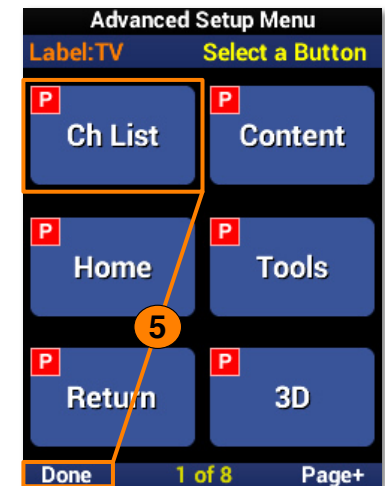 Advanced Setup Menu
Label:TV Select a Button
P P
Ch List Content
P P
Home Tools
5
P P
Return 3D
Done 1 of 8 Page+